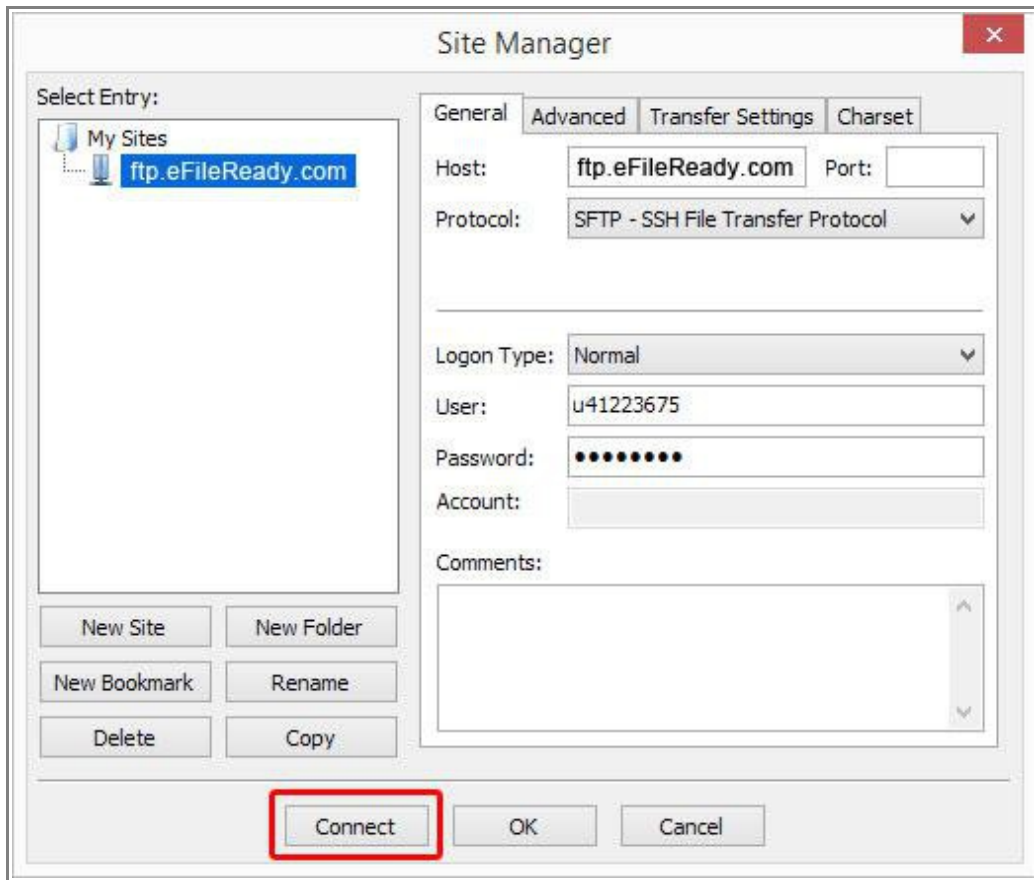 Site Manager
Select Entry:
My Sites
ftp.eFileReady.com
General Advanced Transfer Settings Charset
Host: ftp.eFileReady.com Port:
Protocol: SFTP - SSH File Transfer Protocol
Logon Type: Normal
User: u41223675
Password: ●●●●●●●●
Account:
Comments:
New Site New Folder
New Bookmark Rename
Delete Copy
Connect OK Cancel